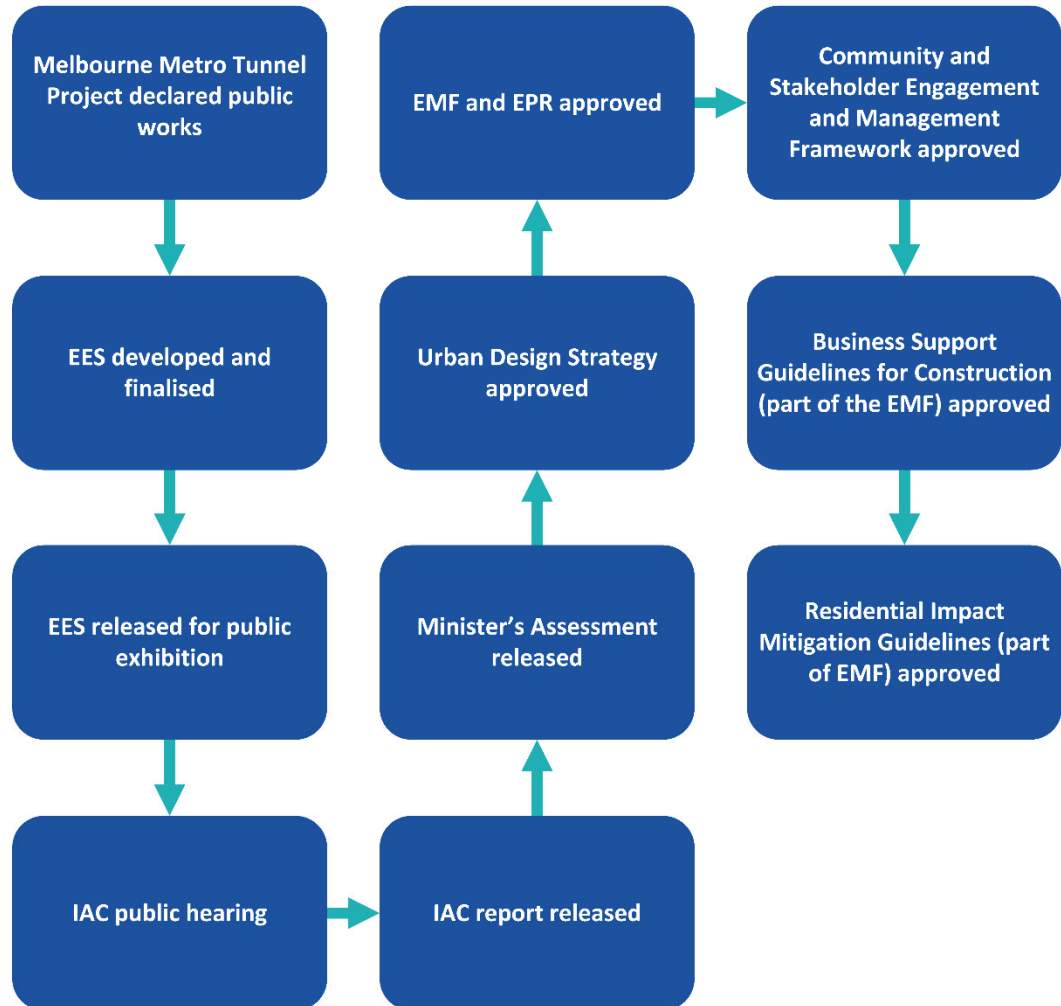 Melbourne Metro Tunnel
Project declared public
works
EES developed and
finalised
EES released for public
exhibition
IAC public hearing
IAC report released
Minister’s Assessment
released
Urban Design Strategy
approved
EMF and EPR approved
Community and
Stakeholder Engagement
and Management
Framework approved
Business Support
Guidelines for Construction
(part of the EMF) approved
Residential Impact
Mitigation Guidelines (part
of EMF) approved